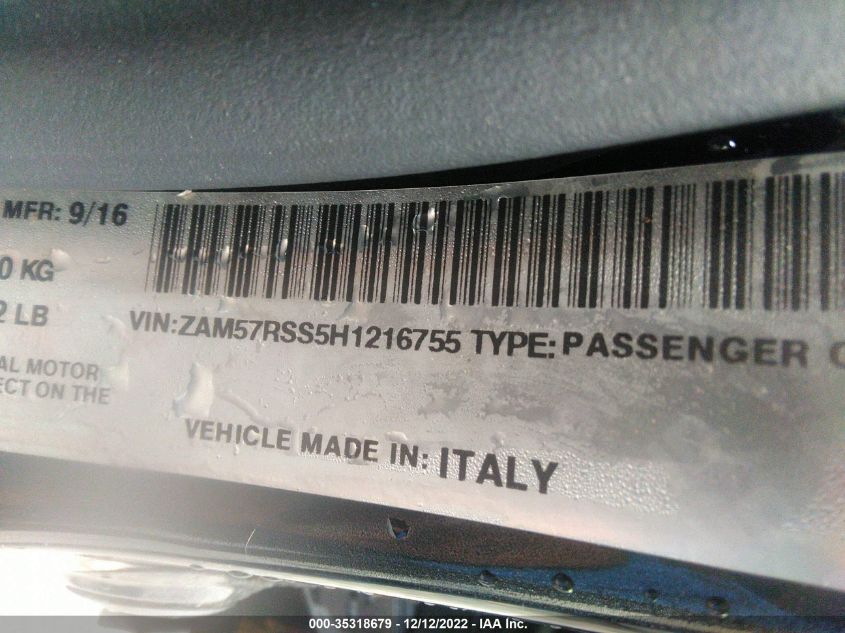 MFR: 9/16
0 KG
2 LB
VIN:ZAM57RSS5H1216755 TYPE: PASSENGER
AL MOTOR
ECT ON THE
VEHICLE MADE IN: ITALY
000-35318679 - 12/12/2022 - IAA Inc.